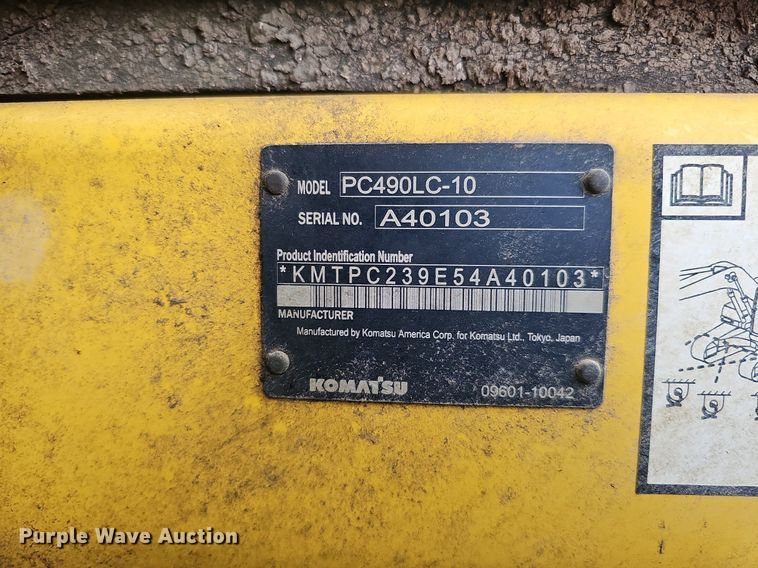 MODEL PC490LC-10
SERIAL NO. A40103
Product Indentification Number
*KMTPC239E54A40103*
MANUFACTURER
Manufactured by Komatsu America Corp. for Komatsu Ltd., Tokyo, Japan
KOMATSU 09601-10042
Purple Wave Auction